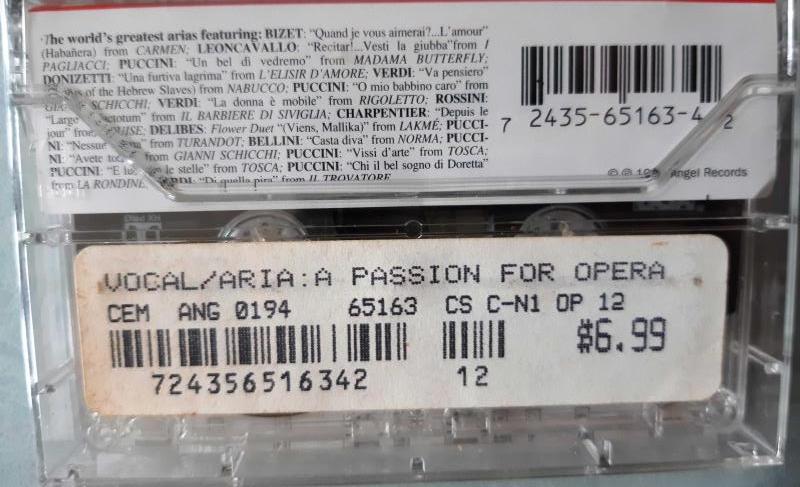 The world's greatest arias featuring: BIZET: "Quand je vous aimerai?...L'amour"
(Habañera) from CARMEN; LEONCAVALLO: "Recitar!...Vesti la giubba"from I
PAGLIACCI; PUCCINI: "Un bel dì vedremo" from MADAMA BUTTERFLY;
DONIZETTI: "Una furtiva lagrima" from L'ELISIR D'AMORE; VERDI: "Va pensiero"
of the Hebrew Slaves) from NABUCCO; PUCCINI: "O mio babbino caro" from
SCHICCHI; VERDI: "La donna è mobile" from RIGOLETTO; ROSSINI:
"Largo from IL BARBIERE DI SIVIGLIA; CHARPENTIER: "Depuis le
jour" DELIBES: Flower Duet "(Viens, Mallika)" from LAKMÉ; PUCCI-
NI: from TURANDOT; BELLINI: "Casta diva" from NORMA; PUCCI-
NI: "Avete from GIANNI SCHICCHI; PUCCINI: "Vissi d'arte" from TOSCA;
PUCCINI: le stelle" from TOSCA; PUCCINI: "Chi il bel sogno di Doretta"
from LA RONDINE; "Di quella pira" from IL TROVATORE
7 2435-65163-4 2
Angel Records
VOCAL/ARIA:A PASSION FOR OPERA
CEM ANG 0194 65163 CS C-N1 OP 12
$6.99
724356516342 12